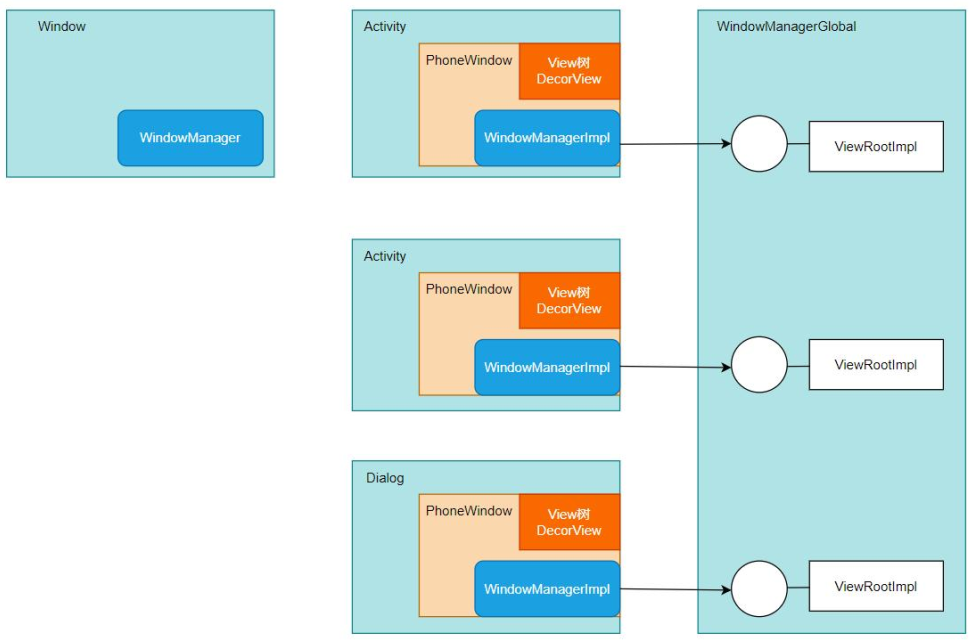 Window
WindowManager
Activity
PhoneWindow
View树
DecorView
WindowManagerImpl
WindowManagerGlobal
ViewRootImpl
Activity
PhoneWindow
View树
DecorView
WindowManagerImpl
ViewRootImpl
Dialog
PhoneWindow
View树
DecorView
WindowManagerImpl
ViewRootImpl